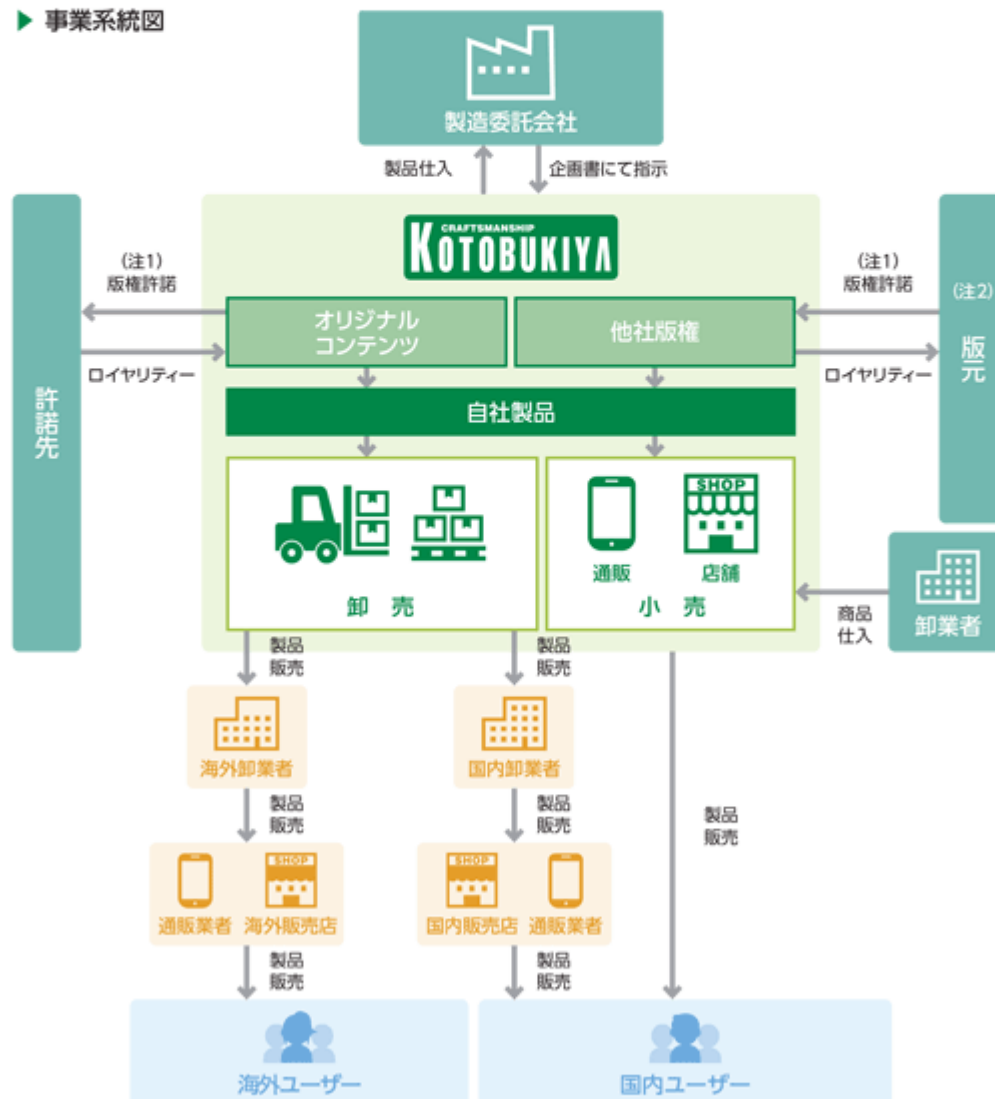 事業系統図
製造委託会社
製品仕入
企画書にて指示
CRAFTSMANSHIP
KOTOBUKIYA
(注1)
版権許諾
ロイヤリティー
許諾先
オリジナル
コンテンツ
他社版権
(注1)
版権許諾
ロイヤリティー
(注2)
版元
自社製品
卸売
SHOP
通販
店舗
小売
商品
仕入
卸業者
製品
販売
製品
販売
海外卸業者
国内卸業者
製品
販売
製品
販売
製品
販売
SHOP
通販業者
海外販売店
SHOP
国内販売店
通販業者
製品
販売
製品
販売
海外ユーザー
国内ユーザー